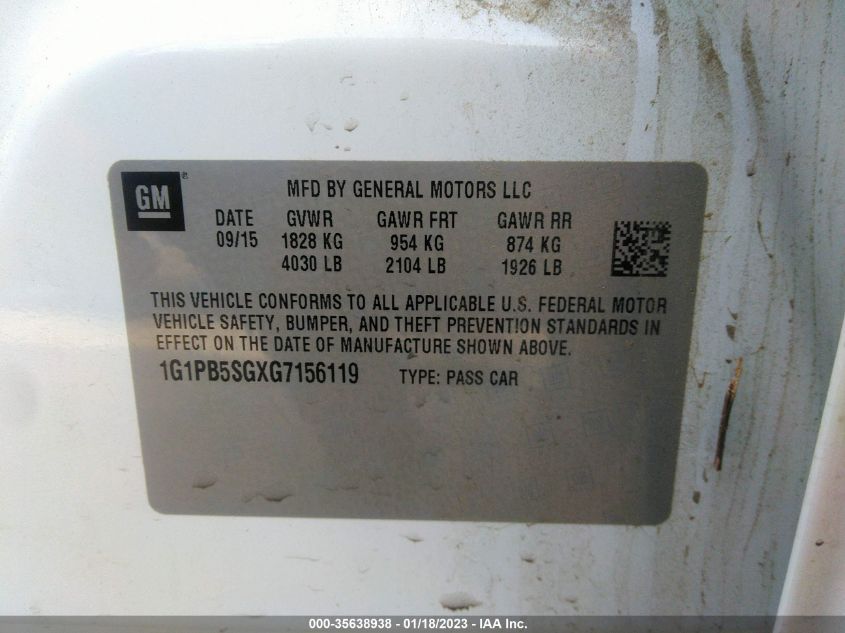 GM ®
MFD BY GENERAL MOTORS LLC
DATE GVWR GAWR FRT GAWR RR
09/15 1828 KG 954 KG 874 KG
4030 LB 2104 LB 1926 LB
THIS VEHICLE CONFORMS TO ALL APPLICABLE U.S. FEDERAL MOTOR
VEHICLE SAFETY, BUMPER, AND THEFT PREVENTION STANDARDS IN
EFFECT ON THE DATE OF MANUFACTURE SHOWN ABOVE.
1G1PB5SGXG7156119 TYPE: PASS CAR
000-35638938 - 01/18/2023 - IAA Inc.